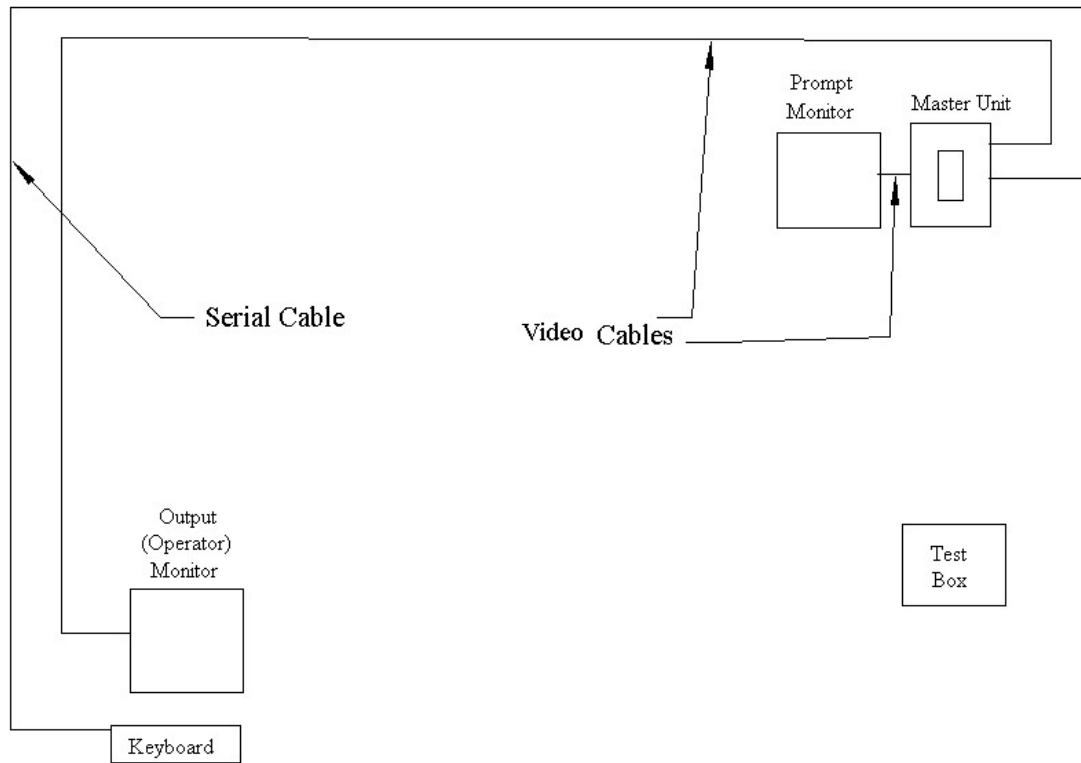 Prompt
Monitor
Master Unit
Serial Cable
Video Cables
Output
(Operator)
Monitor
Test
Box
Keyboard